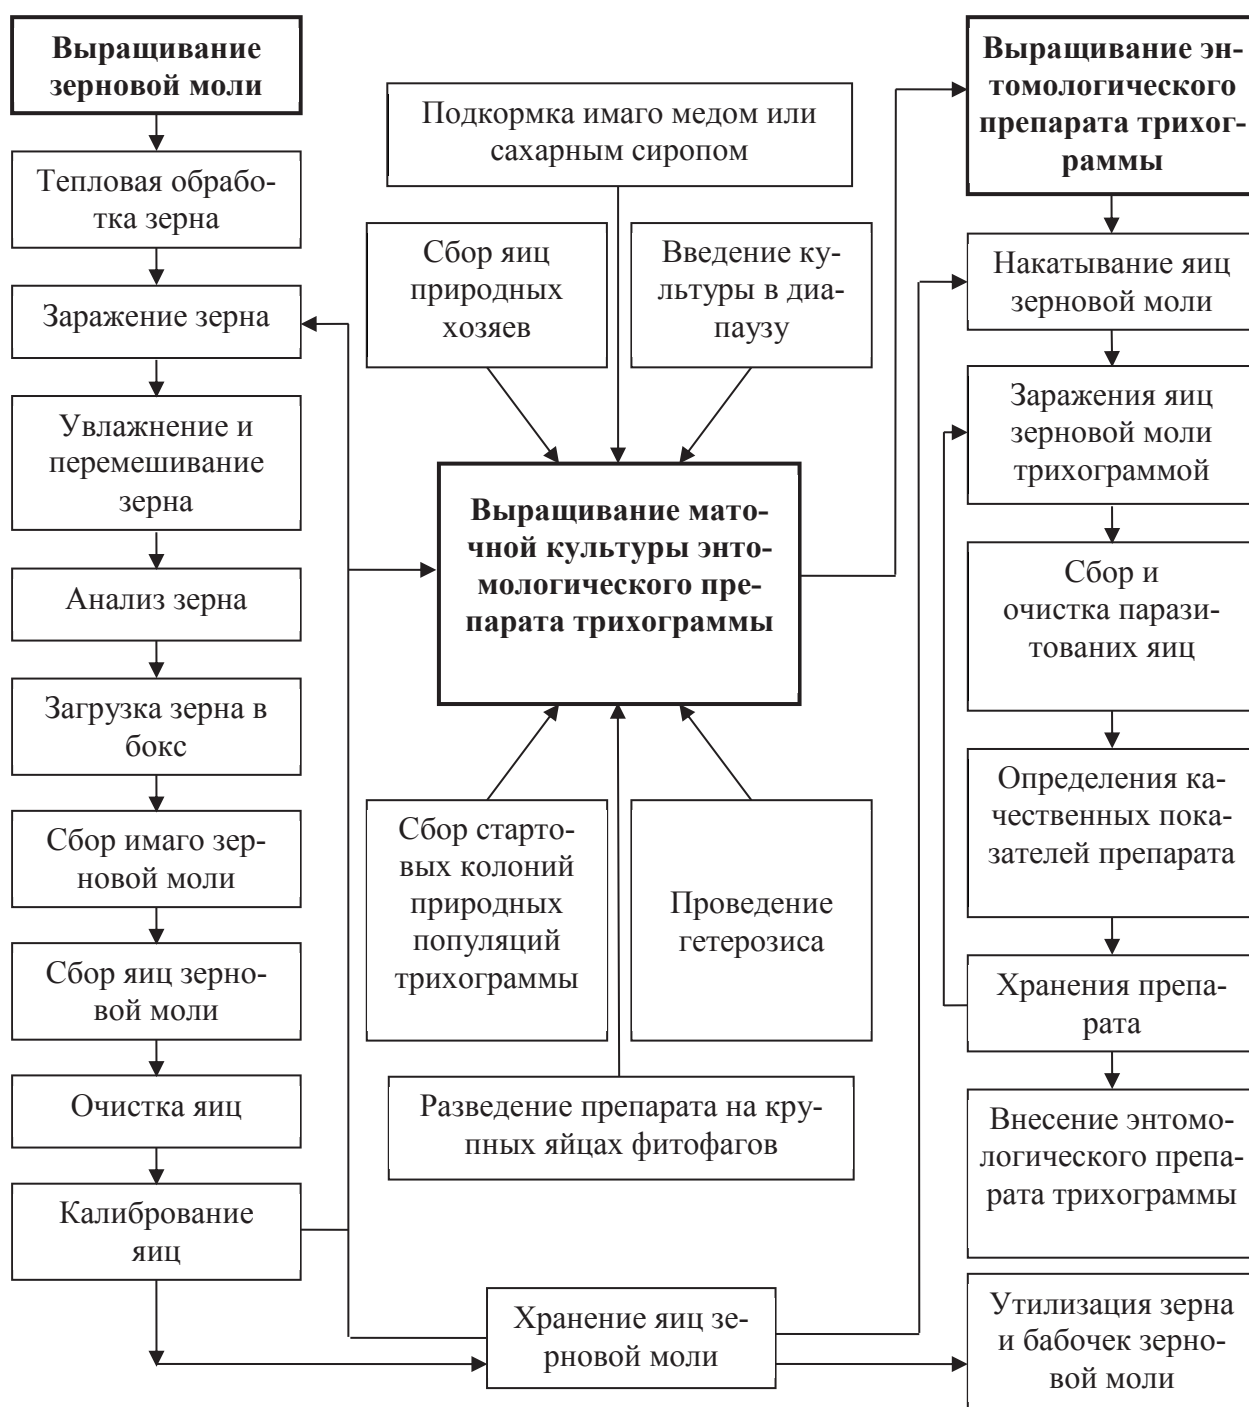 Выращивание
зерновой моли
Тепловая обрабо-
тка зерна
Заражение зерна
Увлажнение и
перемешивание
зерна
Анализ зерна
Загрузка зерна в
бокс
Сбор имаго зер-
новой моли
Сбор яиц зерно-
вой моли
Очистка яиц
Калибрование
яиц
Подкормка имаго медом или
сахарным сиропом
Сбор яиц
природных
хозяев
Введение ку-
льтуры в диа-
паузу
Выращивание мато-
чной культуры энто-
мологического пре-
парата трихограммы
Сбор старто-
вых колоний
природных
популяций
трихограммы
Проведение
гетерозиса
Разведение препарата на кру-
пных яйцах фитофагов
Хранение яиц зе-
рновой моли
Выращивание эн-
томологического
препарата трихог-
раммы
Накатывание яиц
зерновой моли
Заражения яиц
зерновой моли
трихограммой
Сбор и
очистка парази-
тованих яиц
Определения ка-
чественных пока-
зателей препарата
Хранения препа-
рата
Внесение энтомо-
логического препа-
рата трихограммы
Утилизация зерна
и бабочек зерно-
вой моли